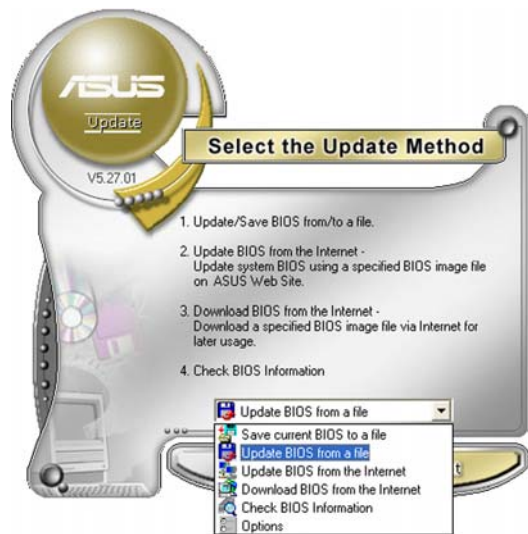 ASUS
Update
V5.27.01
Select the Update Method
1. Update/Save BIOS from/to a file.
2. Update BIOS from the Internet -
Update system BIOS using a specified BIOS image file
on ASUS Web Site.
3. Download BIOS from the Internet -
Download a specified BIOS image file via Internet for
later usage.
4. Check BIOS Information
Update BIOS from a file
Save current BIOS to a file
Update BIOS from a file
Update BIOS from the Internet
Download BIOS from the Internet
Check BIOS Information
Options